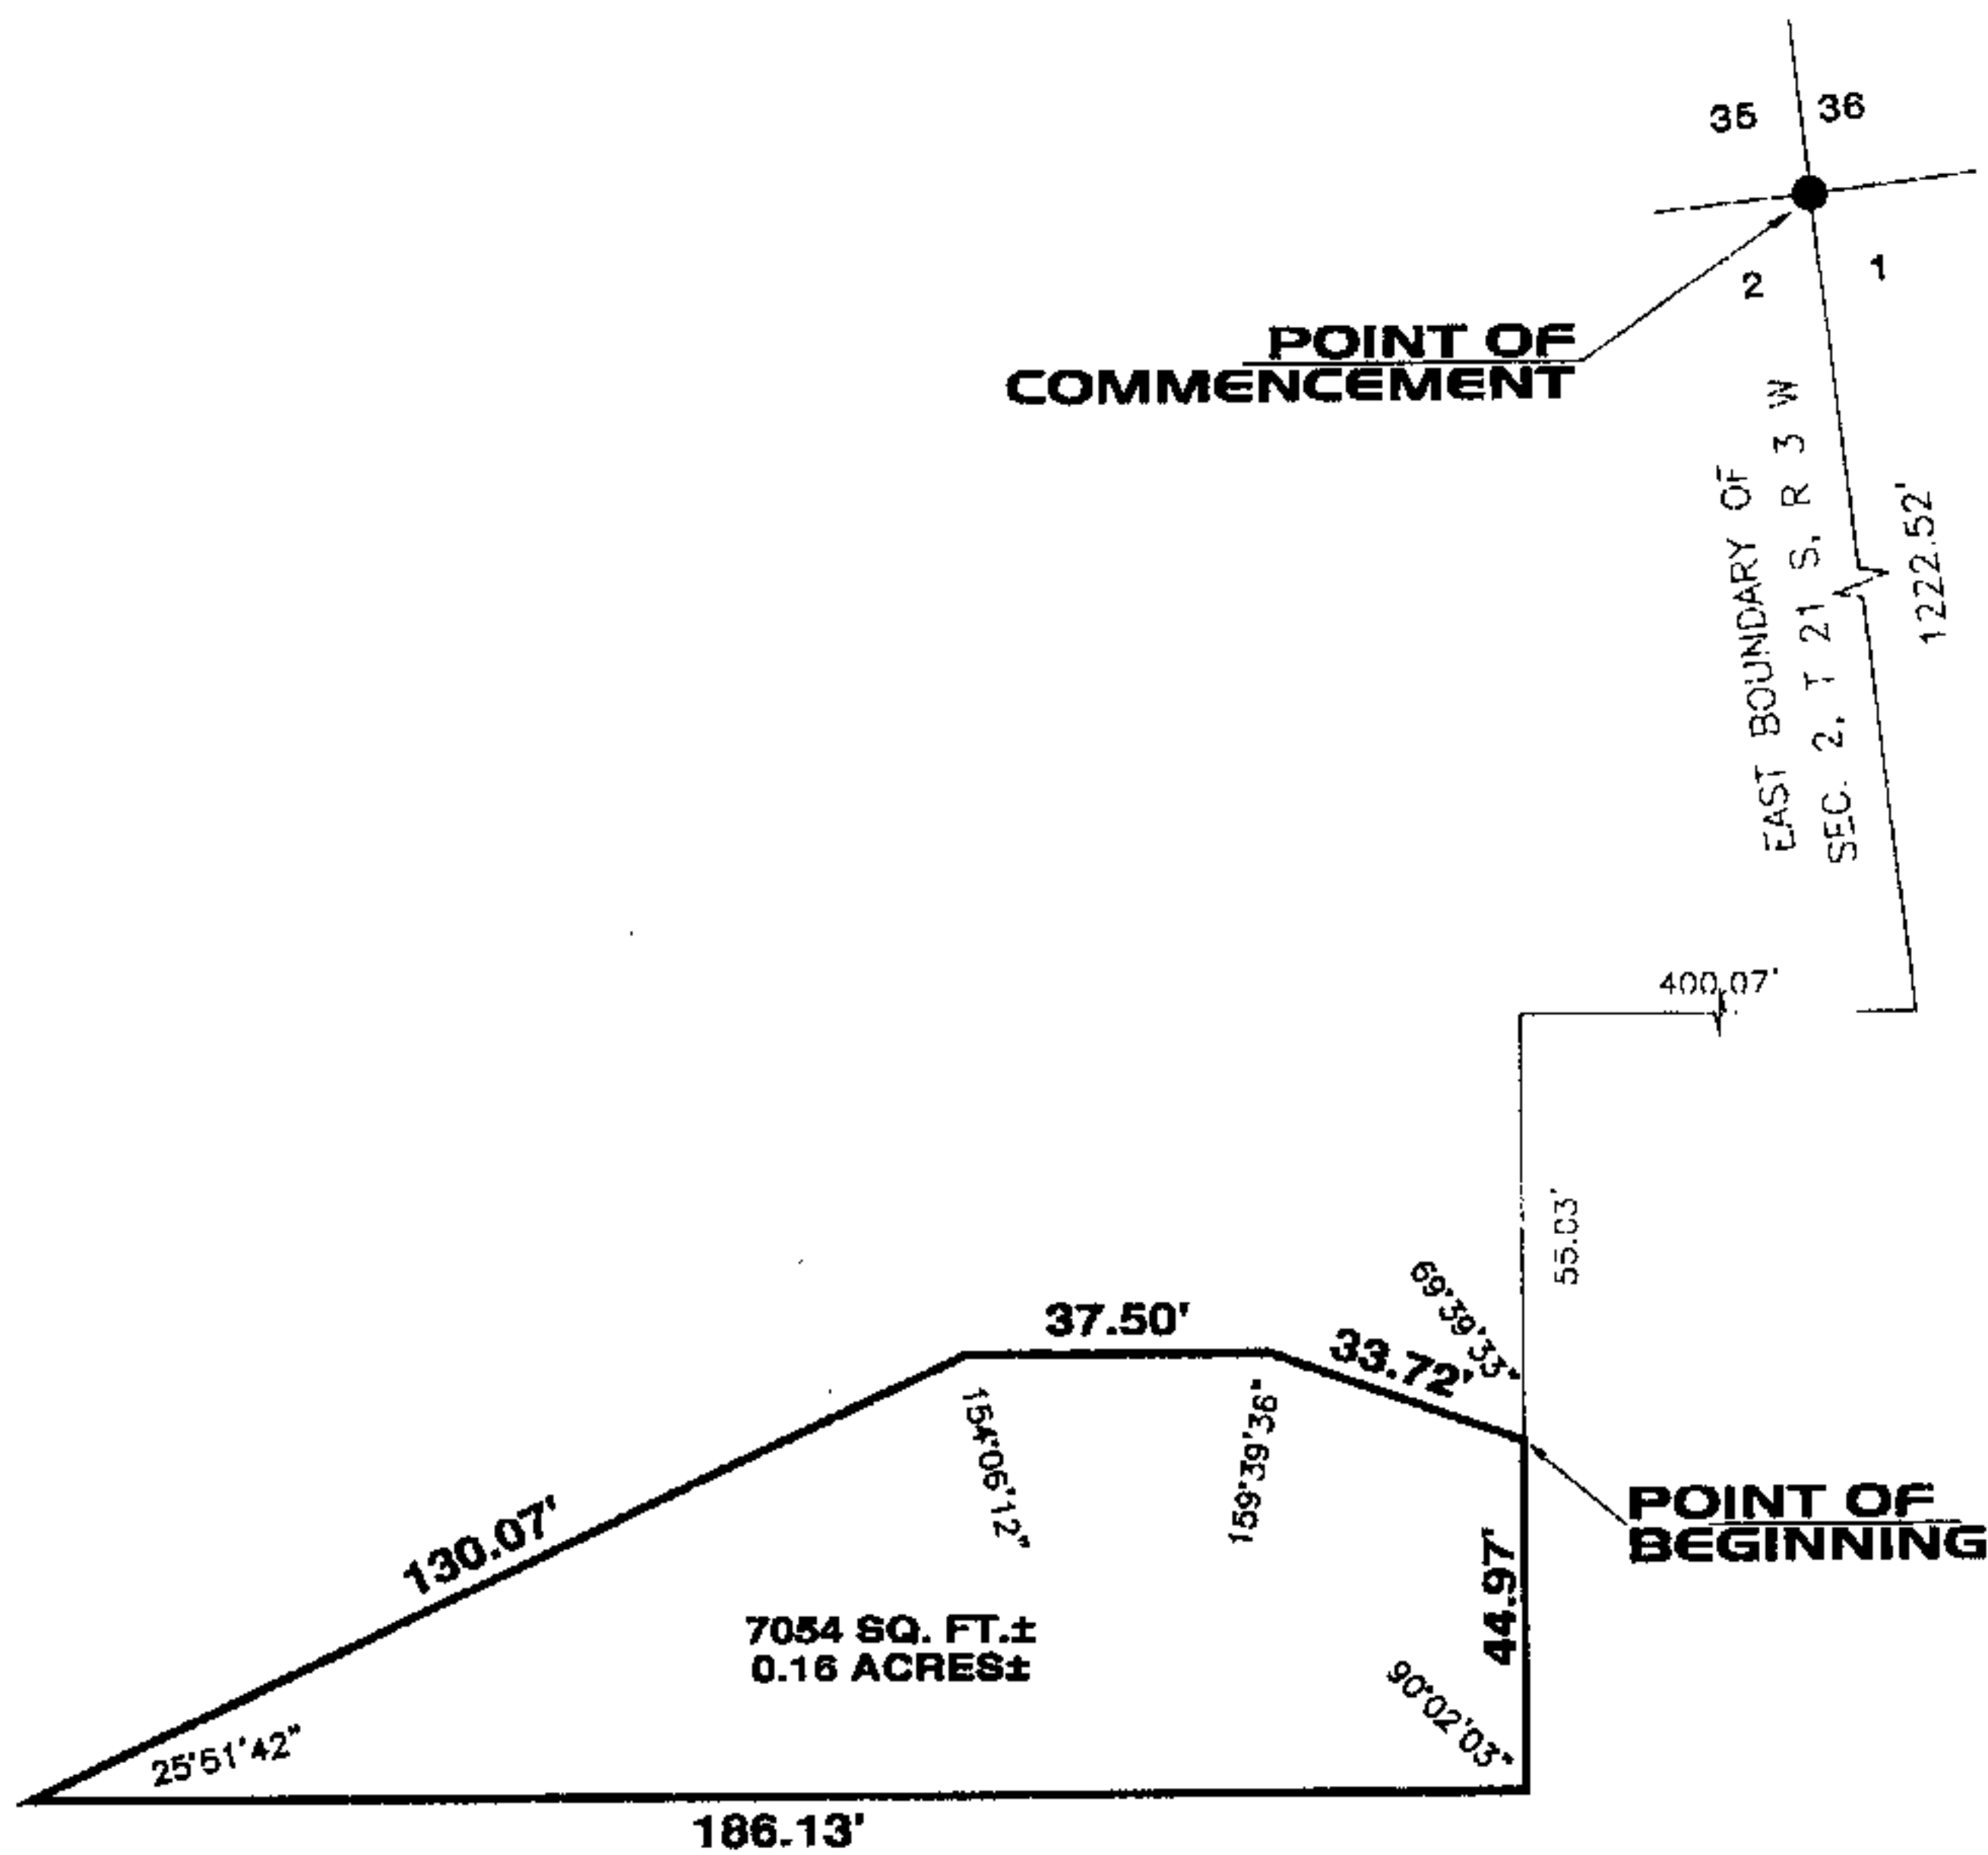 35 36
2 1
POINT OF
COMMENCEMENT
EAST BOUNDARY OF
SEC. 2, T 21 S, R 3 W
1222.52'
400.07'
55.03'
69°39'33"
37.50'
33.72'
154°06'12"
159°39'36"
POINT OF
BEGINNING
130.07'
44.97'
7054 SQ. FT.±
0.16 ACRES±
90°02'03"
25°51'42"
186.13'